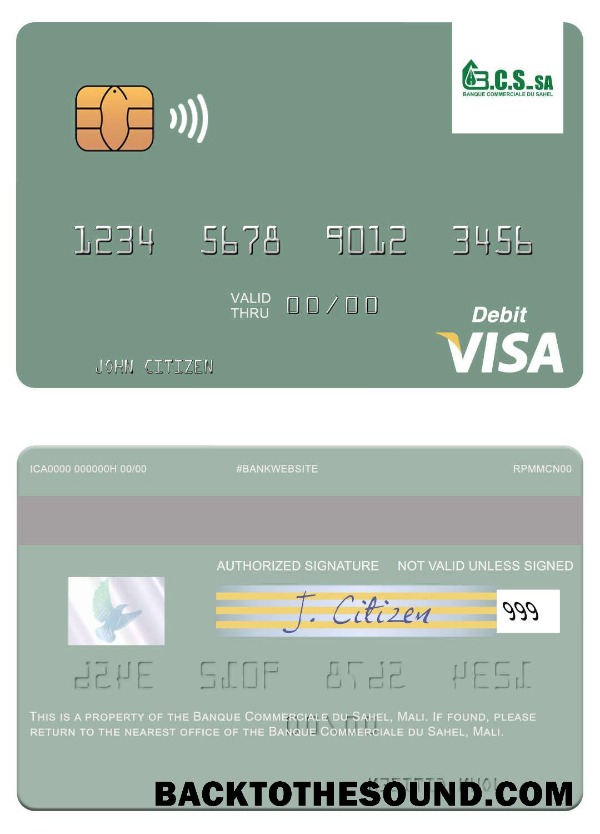 B.C.S-SA
BANQUE COMMERCIALE DU SAHEL
1234 5678 9012 3456
VALID
THRU 00/00
Debit
VISA
JOHN CITIZEN
ICA0000 000000H 00/00 #BANKWEBSITE RPMMCN00
AUTHORIZED SIGNATURE NOT VALID UNLESS SIGNED
J. Citizen 999
THIS IS A PROPERTY OF THE BANQUE COMMERCIALE DU SAHEL, MALI. IF FOUND, PLEASE
RETURN TO THE NEAREST OFFICE OF THE BANQUE COMMERCIALE DU SAHEL, MALI.
BACKTOTHESOUND.COM